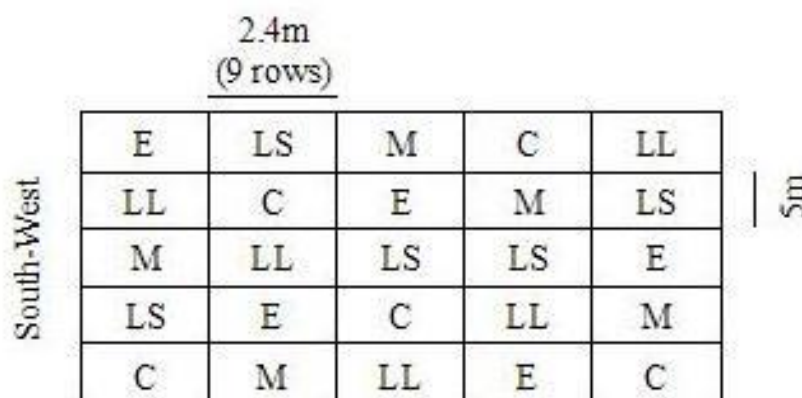 2.4m
(9 rows)
E LS M C LL
LL C E M LS
M LL LS LS E
LS E C LL M
C M LL E C
South-West
5m